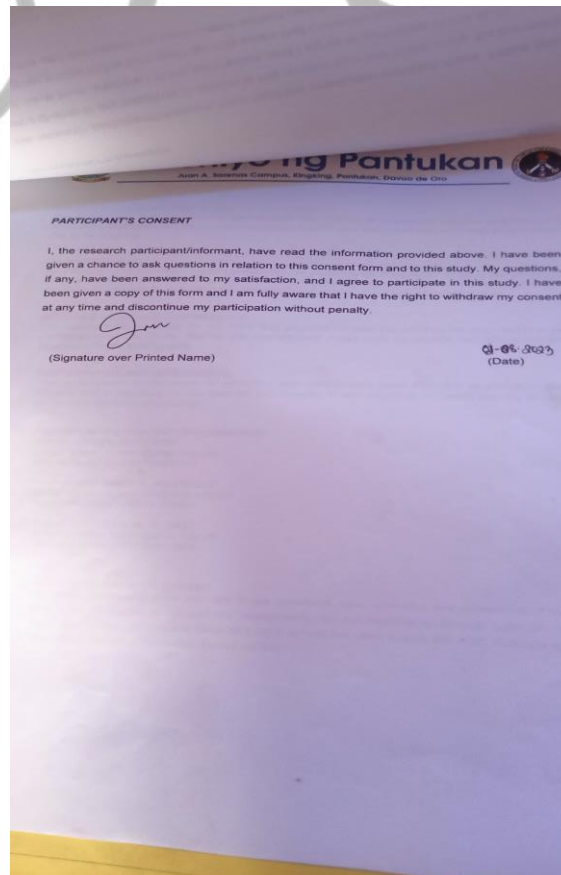 ng Pantukan
Juan A. Campus, Kingking, Pantukan, Davao de Oro
PARTICIPANT'S CONSENT
I, the research participant/informant, have read the information provided above. I have been
given a chance to ask questions in relation to this consent form and to this study. My questions,
if any, have been answered to my satisfaction, and I agree to participate in this study. I have
been given a copy of this form and I am fully aware that I have the right to withdraw my consent
at any time and discontinue my participation without penalty.
(Signature over Printed Name)
2023
(Date)